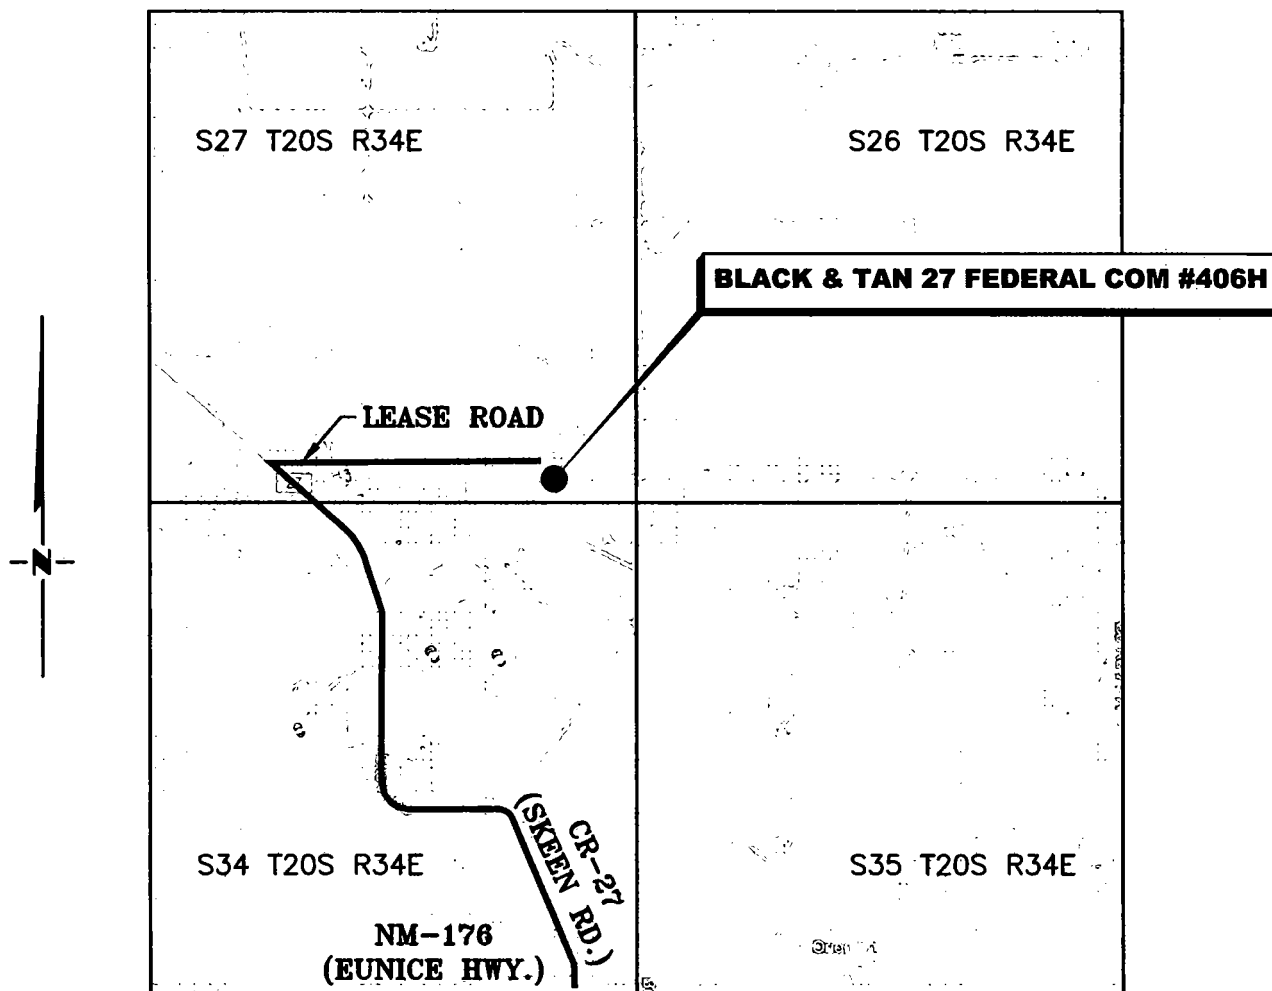 S27 T20S R34E
S26 T20S R34E
BLACK & TAN 27 FEDERAL COM #406H
LEASE ROAD
27
N
S34 T20S R34E
CR-27
(SKEEN RD.)
S35 T20S R34E
NM-176
(EUNICE HWY.)